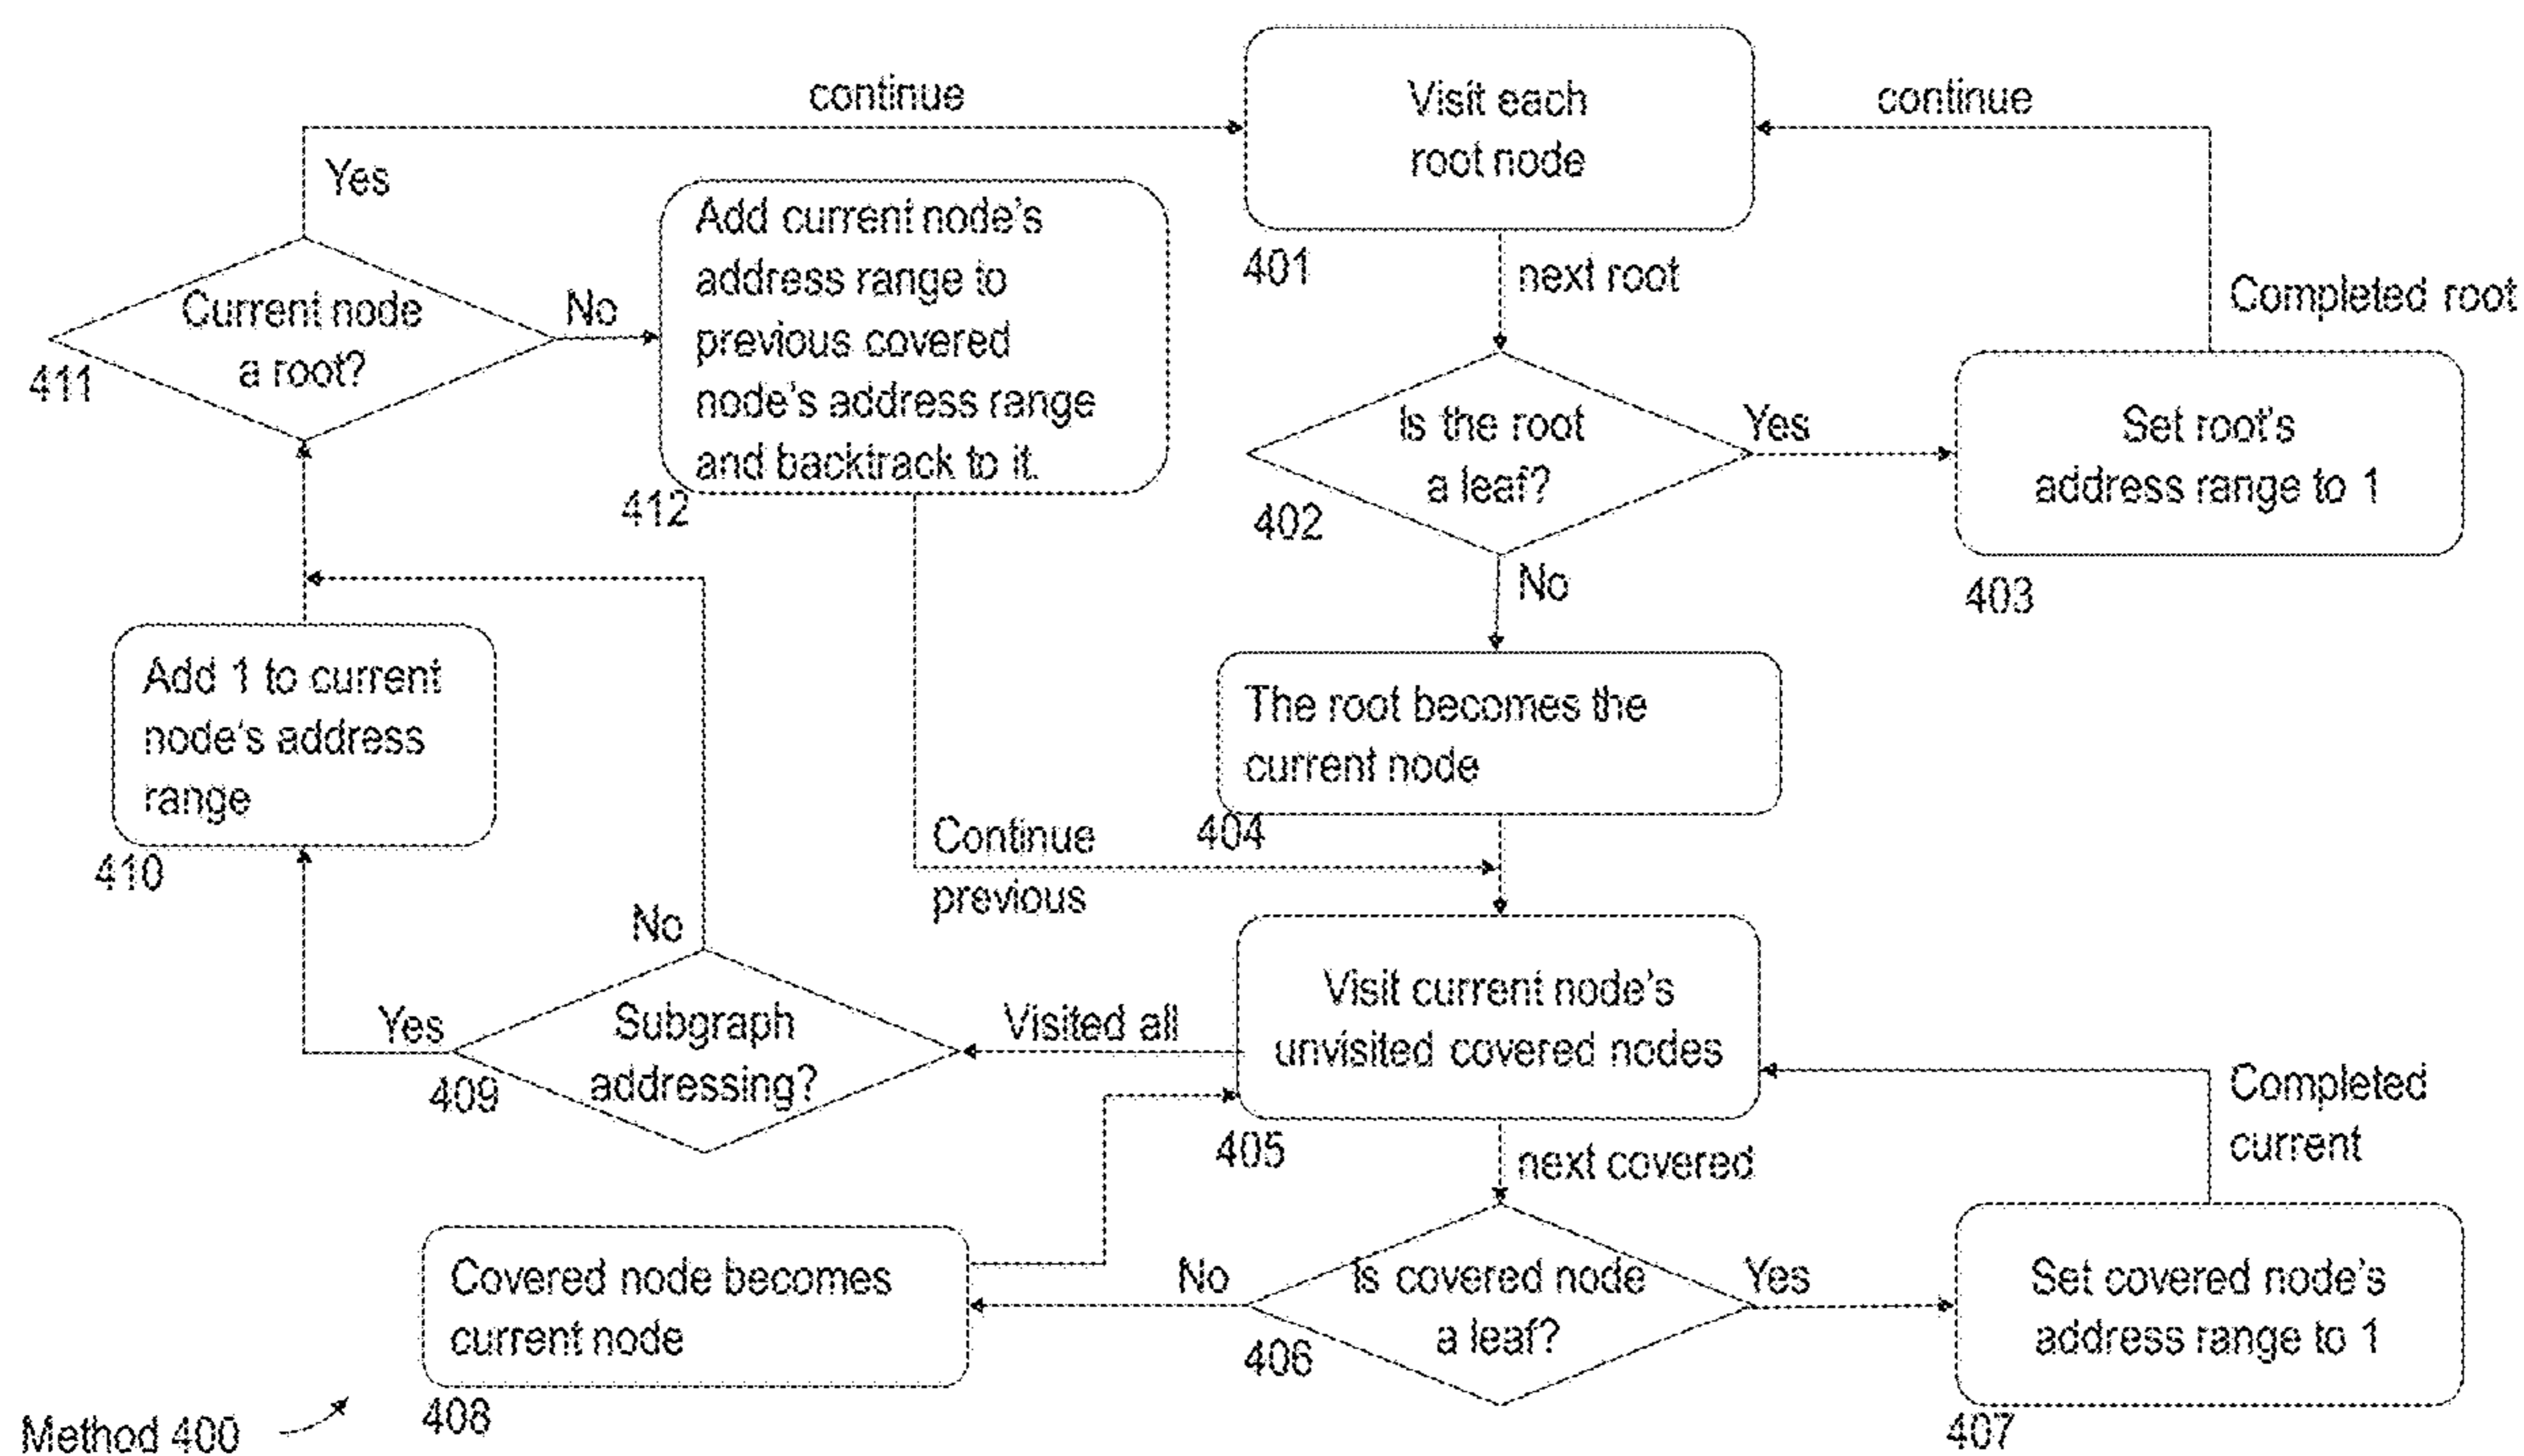 continue
Visit each
root node
continue
Yes
401
next root
Completed root
Current node
a root?
411
No
Add current node's
address range to
previous covered
node's address range
and backtrack to it.
412
Is the root
a leaf?
402
Yes
Set root's
address range to 1
403
No
Add 1 to current
node's address
range
410
The root becomes the
current node
404
Continue
previous
No
Yes
Subgraph
addressing?
409
Visited all
Visit current node's
unvisited covered nodes
405
next covered
Completed
current
Covered node becomes
current node
408
No
Is covered node
a leaf?
406
Yes
Set covered node's
address range to 1
407
Method 400